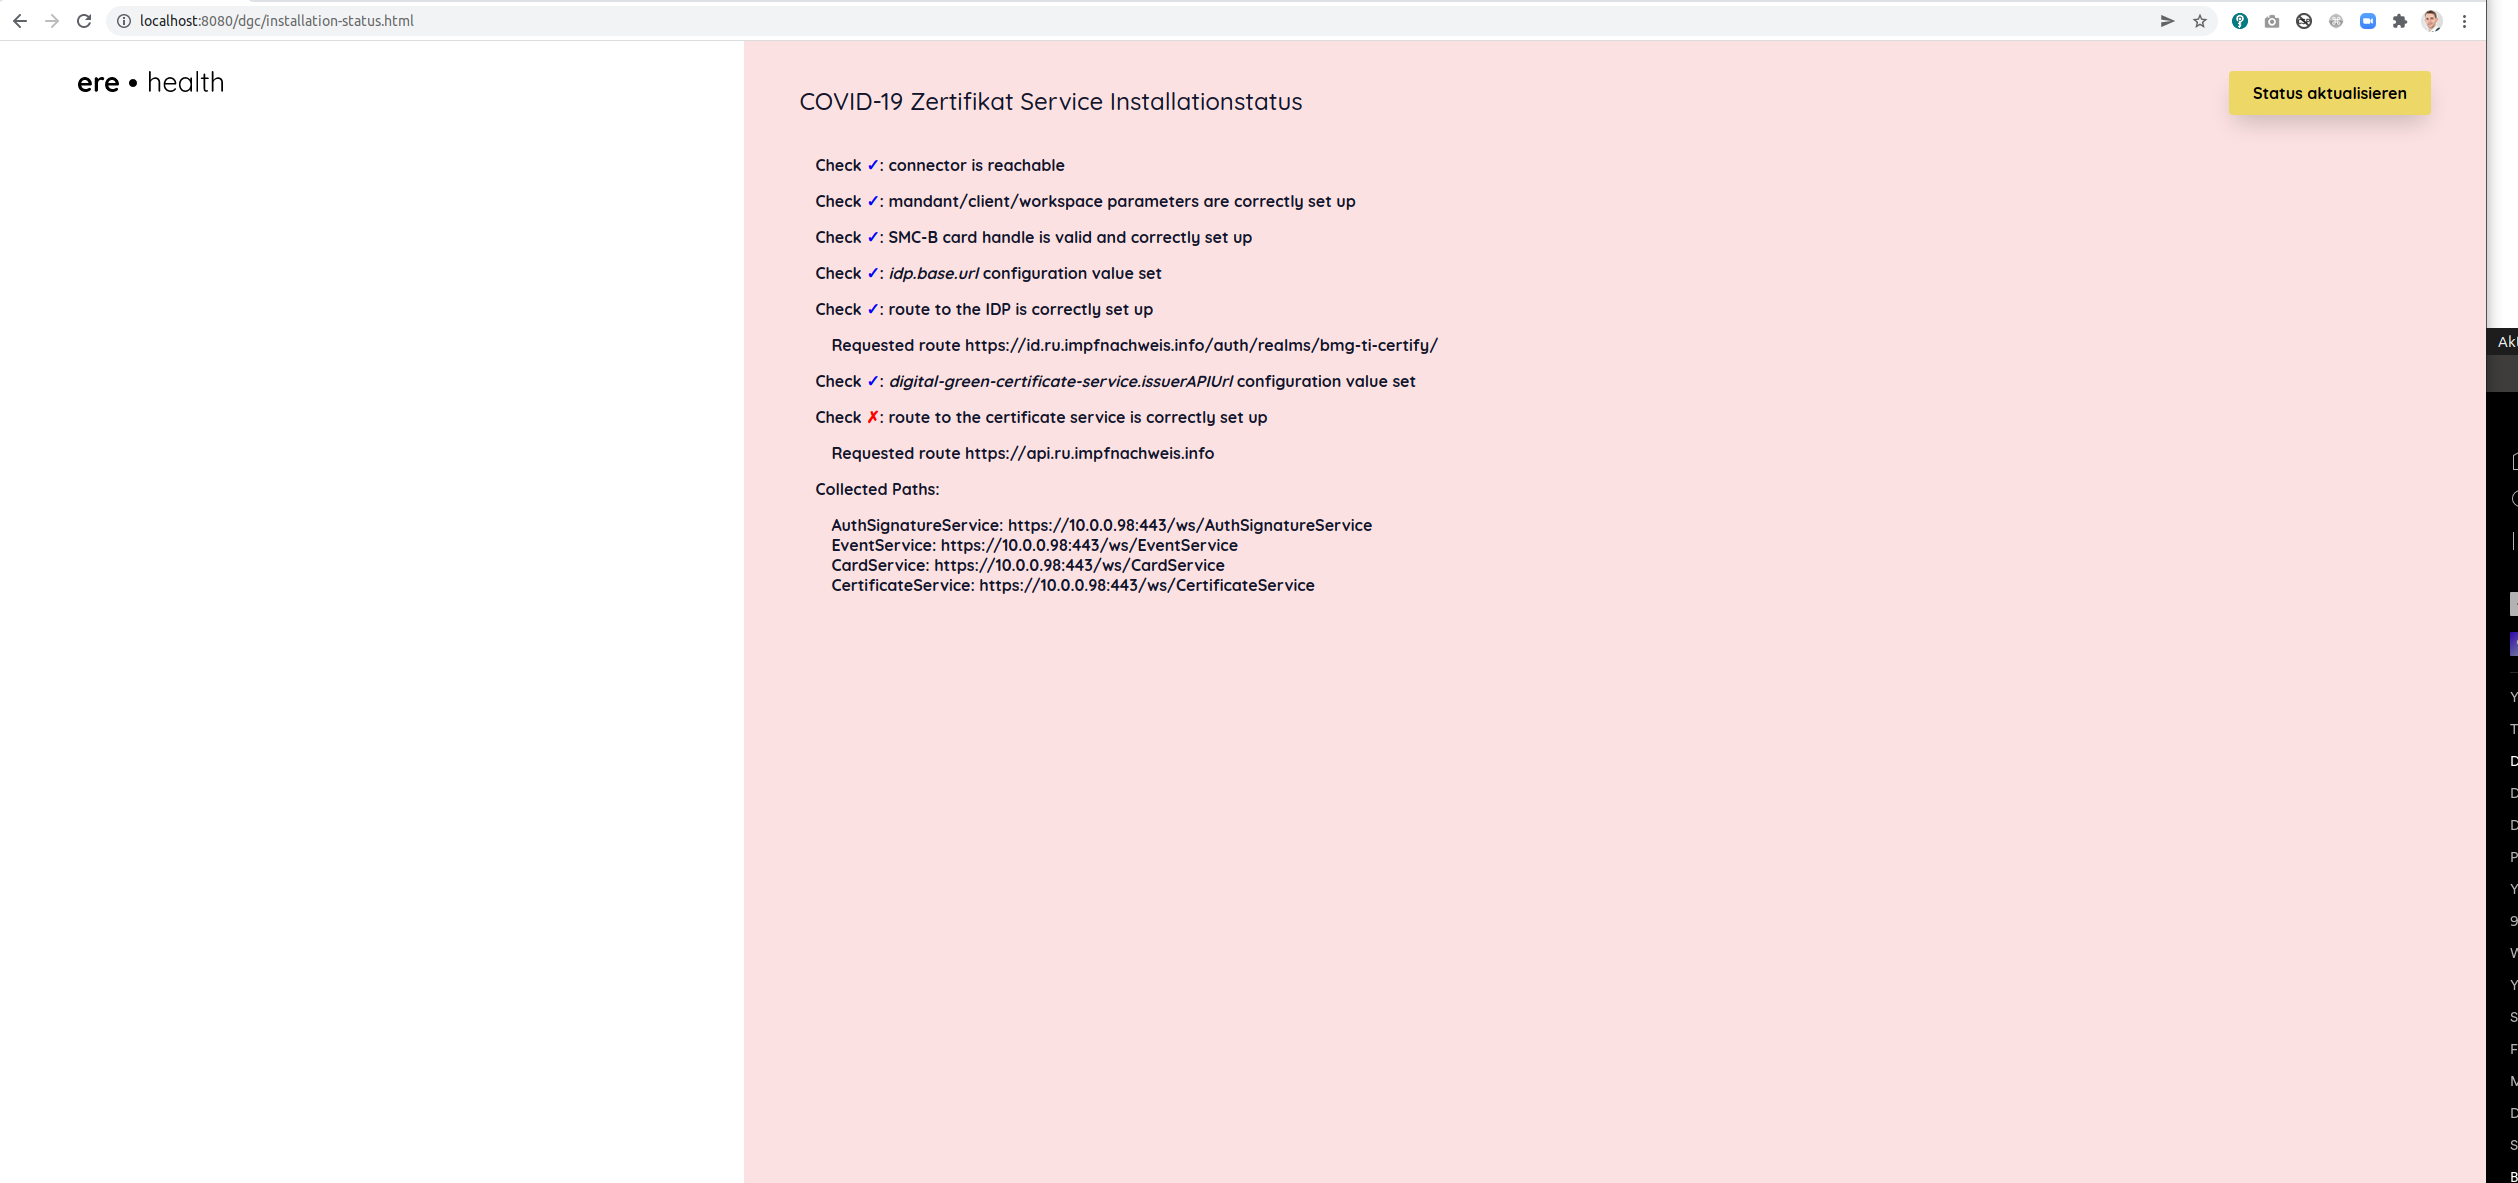 localhost:8080/dgc/installation-status.html
ere • health
COVID-19 Zertifikat Service Installationstatus
Status aktualisieren
Check ✓: connector is reachable
Check ✓: mandant/client/workspace parameters are correctly set up
Check ✓: SMC-B card handle is valid and correctly set up
Check ✓: idp.base.url configuration value set
Check ✓: route to the IDP is correctly set up
Requested route https://id.ru.impfnachweis.info/auth/realms/bmg-ti-certify/
Check ✓: digital-green-certificate-service.issuerAPIUrl configuration value set
Check ✗: route to the certificate service is correctly set up
Requested route https://api.ru.impfnachweis.info
Collected Paths:
AuthSignatureService: https://10.0.0.98:443/ws/AuthSignatureService
EventService: https://10.0.0.98:443/ws/EventService
CardService: https://10.0.0.98:443/ws/CardService
CertificateService: https://10.0.0.98:443/ws/CertificateService